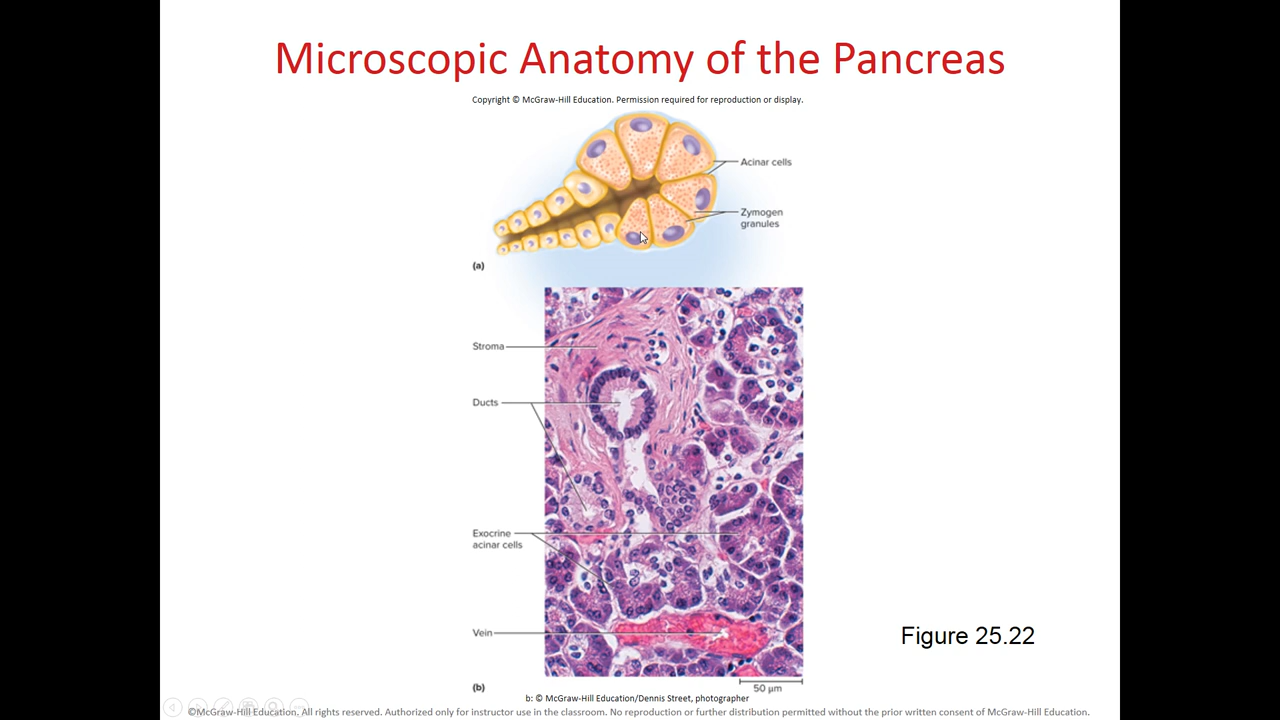 Microscopic Anatomy of the Pancreas
Copyright © McGraw-Hill Education. Permission required for reproduction or display.
Acinar cells
Zymogen
granules
(a)
Stroma
Ducts
Exocrine
acinar cells
Vein
Figure 25.22
(b)
50 µm
b: © McGraw-Hill Education/Dennis Street, photographer
©McGraw-Hill Education. All rights reserved. Authorized only for instructor use in the classroom. No reproduction or further distribution permitted without the prior written consent of McGraw-Hill Education.